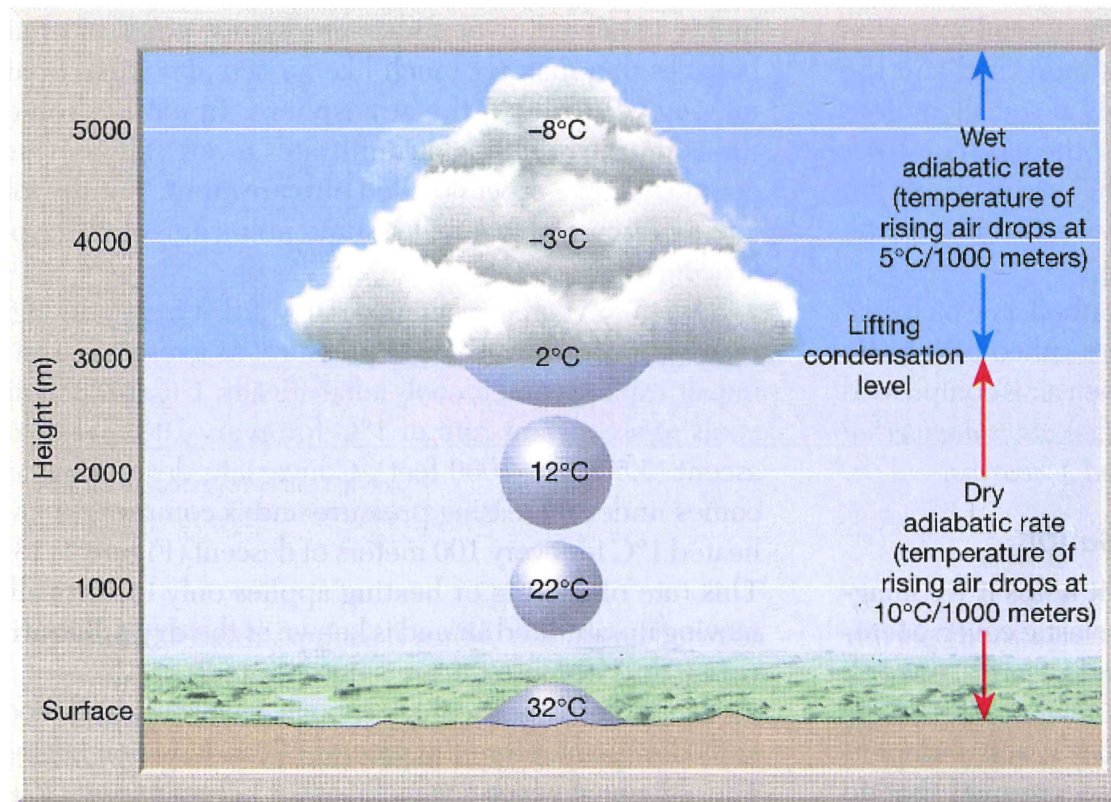 5000
4000
3000
2000
1000
Surface
Height (m)
–8°C
–3°C
2°C
12°C
22°C
32°C
Wet
adiabatic rate
(temperature of
rising air drops at
5°C/1000 meters)
Lifting
condensation
level
Dry
adiabatic rate
(temperature of
rising air drops at
10°C/1000 meters)